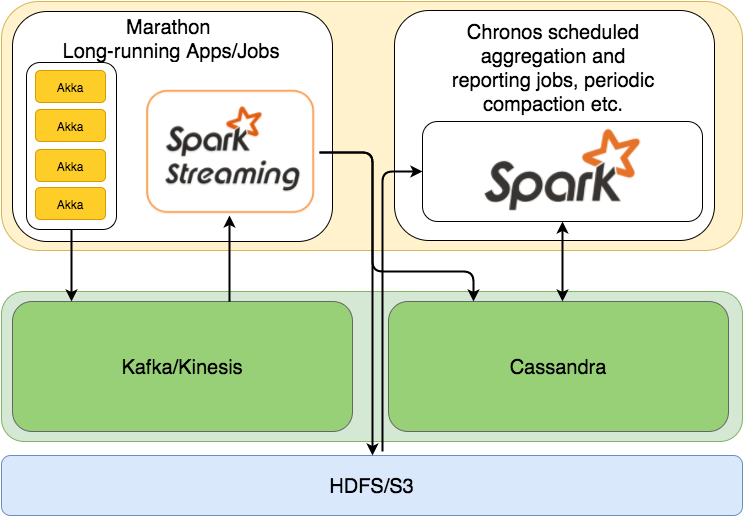 Marathon
Long-running Apps/Jobs
Akka
Akka
Akka
Akka
Spark
Streaming
Chronos scheduled
aggregation and
reporting jobs, periodic
compaction etc.
Spark
Kafka/Kinesis
Cassandra
HDFS/S3